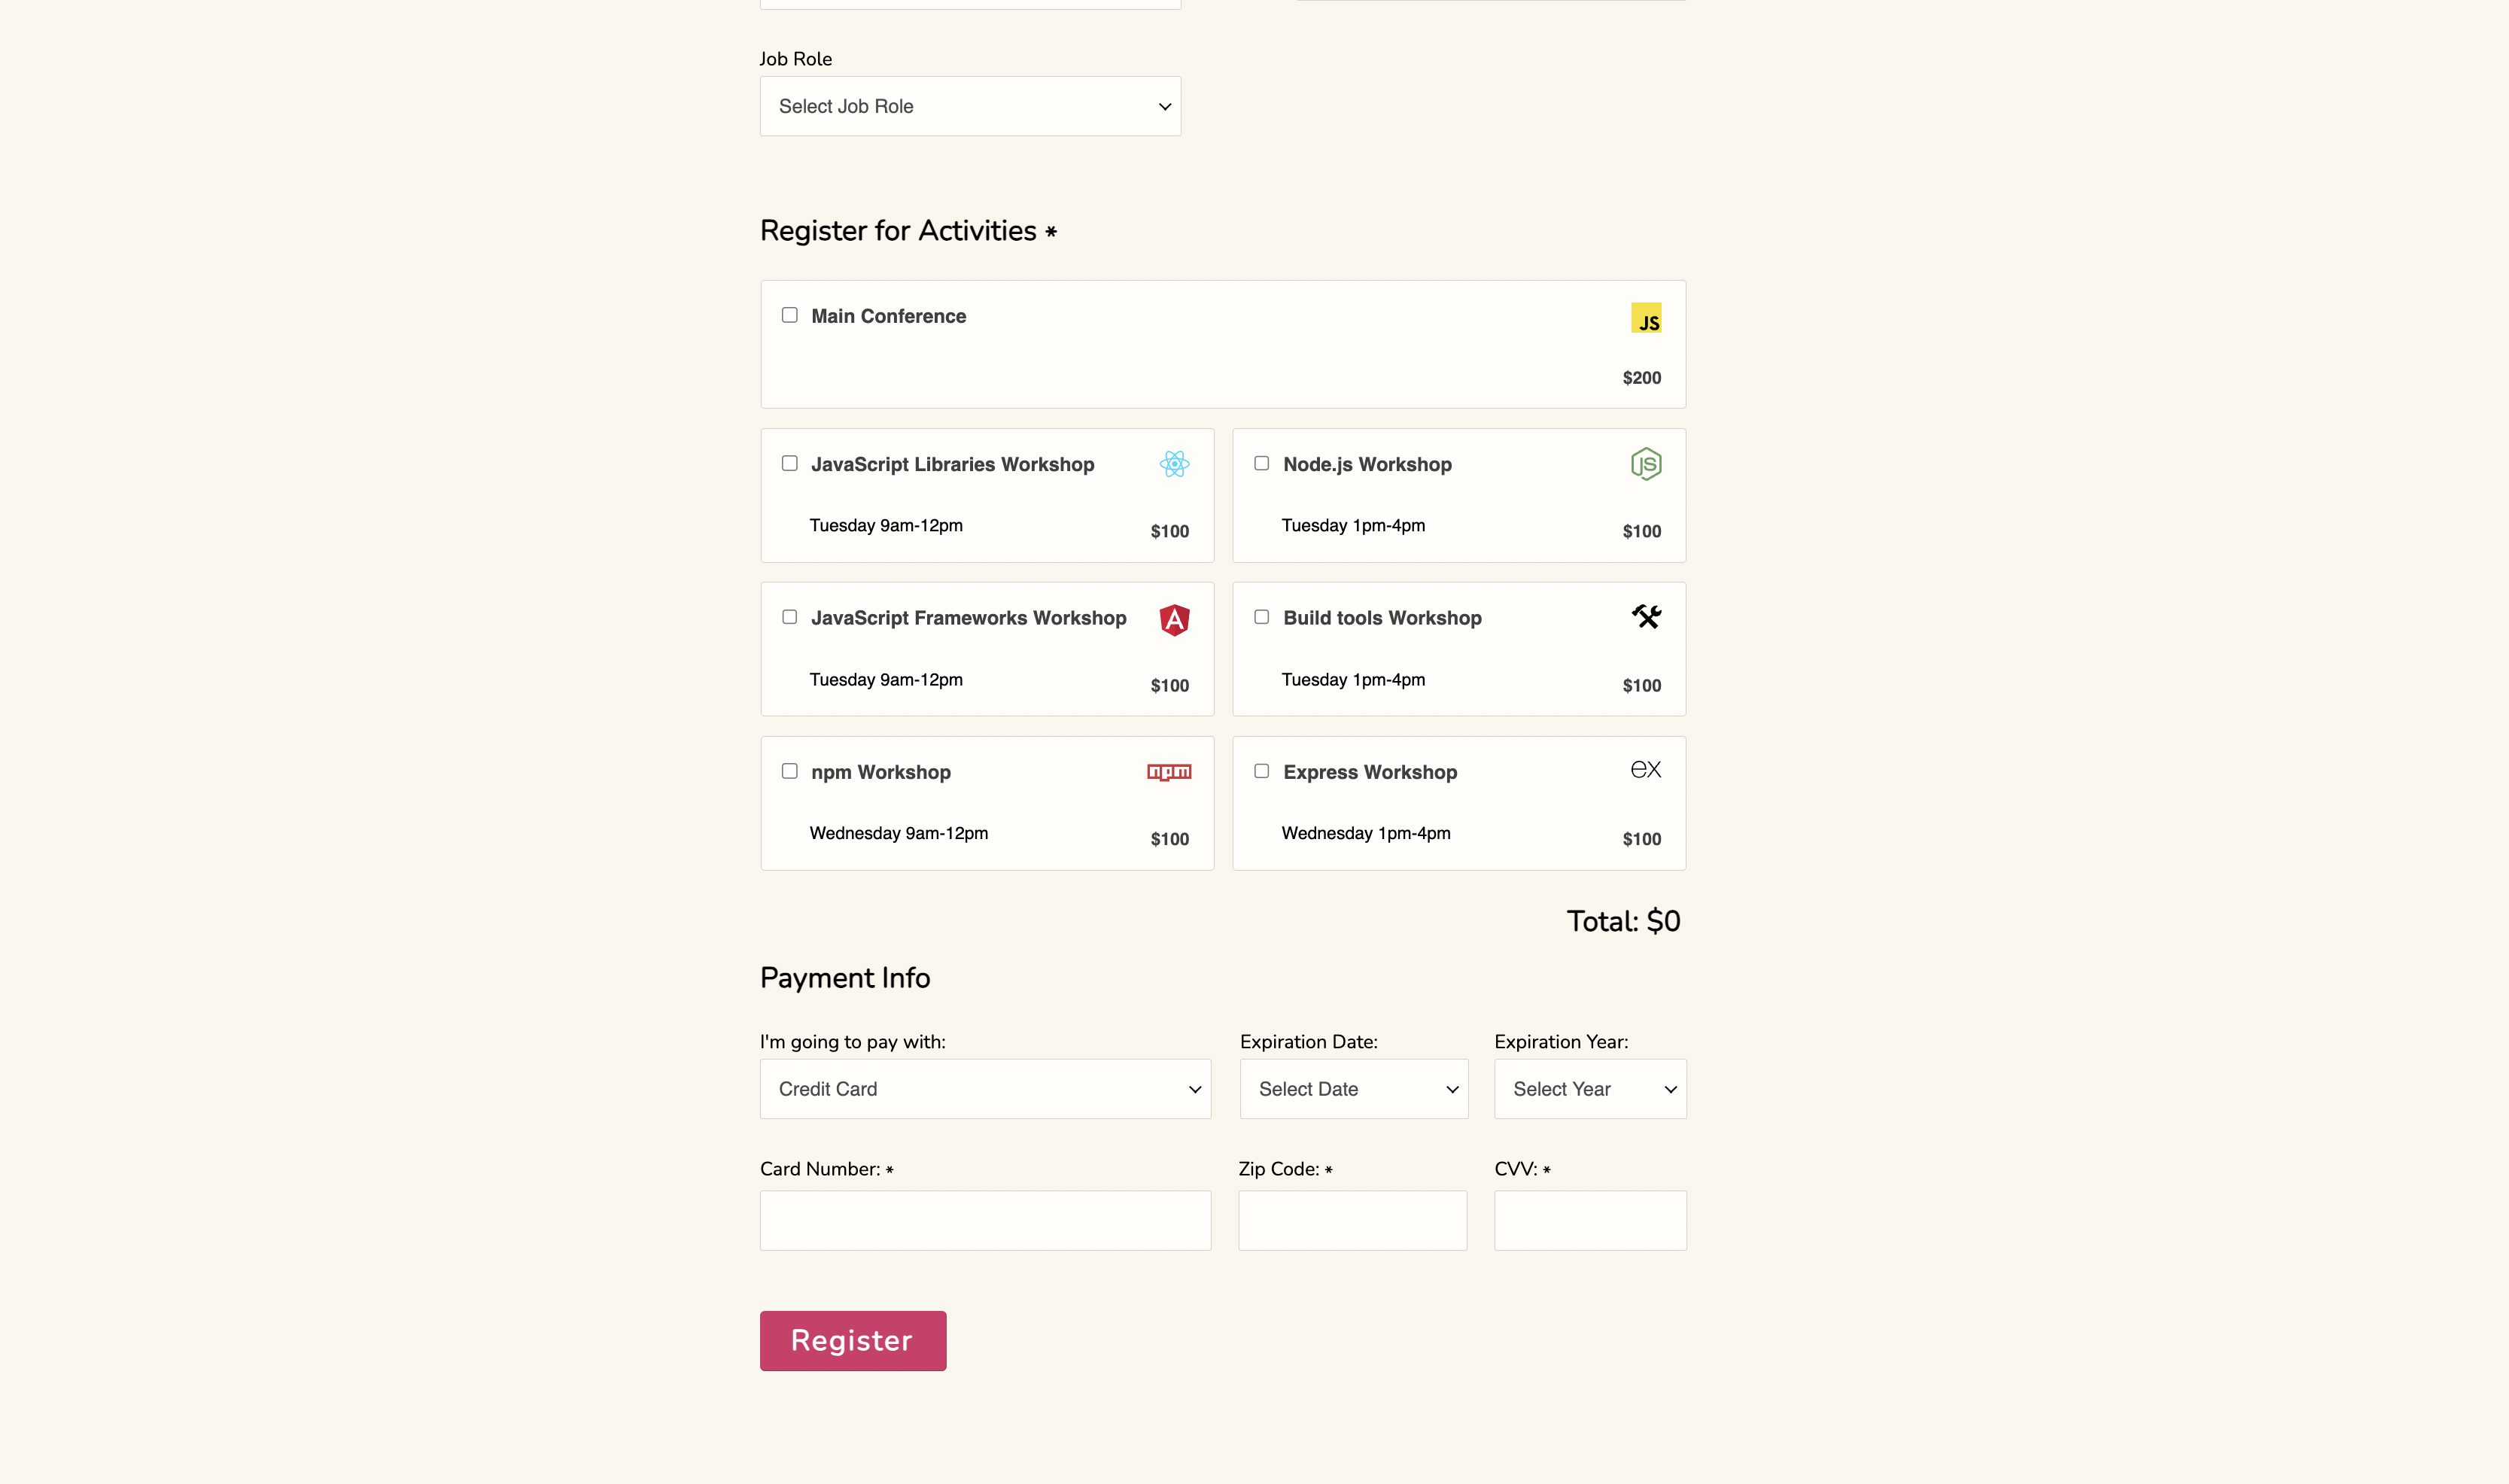 Job Role
Select Job Role
Register for Activities *
Main Conference
JS
$200
JavaScript Libraries Workshop
Tuesday 9am-12pm
$100
Node.js Workshop
JS
Tuesday 1pm-4pm
$100
JavaScript Frameworks Workshop
A
Tuesday 9am-12pm
$100
Build tools Workshop
Tuesday 1pm-4pm
$100
npm Workshop
npm
Wednesday 9am-12pm
$100
Express Workshop
ex
Wednesday 1pm-4pm
$100
Total: $0
Payment Info
I'm going to pay with:
Credit Card
Expiration Date:
Select Date
Expiration Year:
Select Year
Card Number: *
Zip Code: *
CVV: *
Register